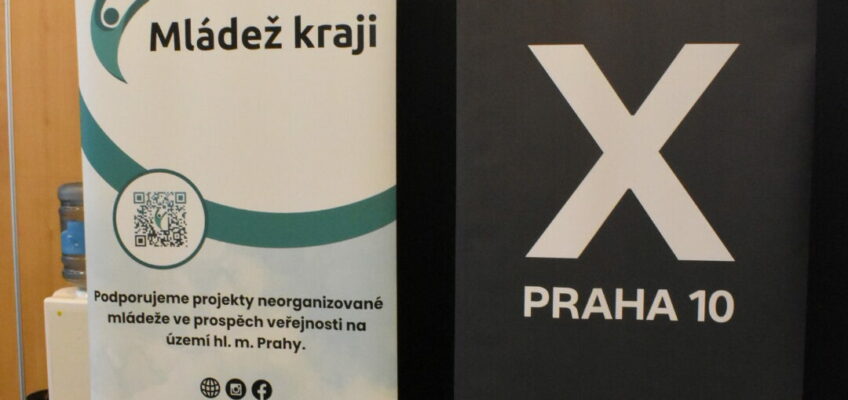 Mládež kraji
Podporujeme projekty neorganizované
mládeže ve prospěch veřejnosti na
území hl. m. Prahy.
X
PRAHA 10